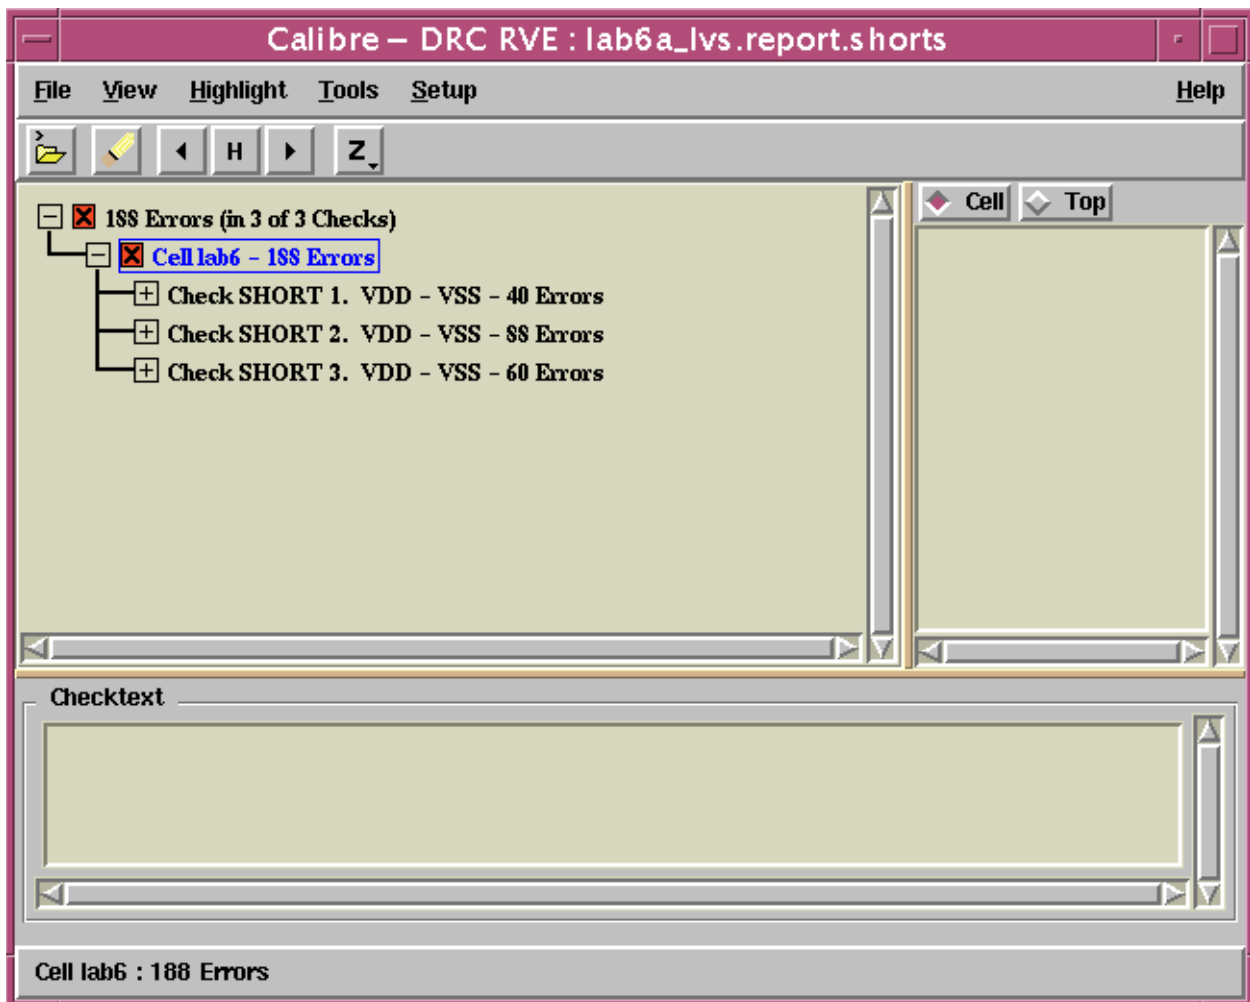 Calibre – DRC RVE : lab6a_lvs.report.shorts
File View Highlight Tools Setup Help
H Z
Cell Top
188 Errors (in 3 of 3 Checks)
Cell lab6 – 188 Errors
Check SHORT 1. VDD – VSS – 40 Errors
Check SHORT 2. VDD – VSS – 88 Errors
Check SHORT 3. VDD – VSS – 60 Errors
Checktext
Cell lab6 : 188 Errors